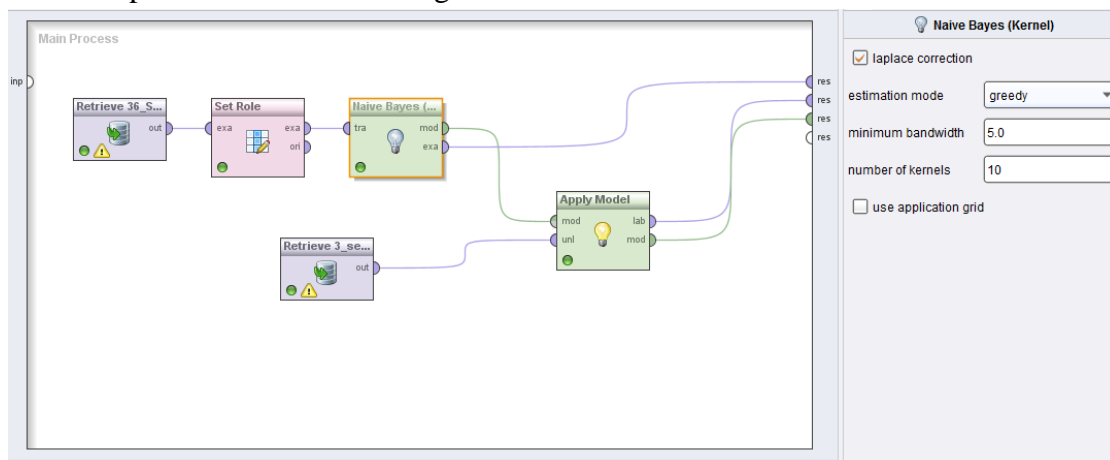 Main Process
inp
Retrieve 36_S...
out
Set Role
exa
exa
ori
Naive Bayes (...
tra
mod
exa
Retrieve 3_se...
out
Apply Model
mod
lab
unl
mod
res
res
res
res
Naive Bayes (Kernel)
laplace correction
estimation mode
greedy
minimum bandwidth
5.0
number of kernels
10
use application grid